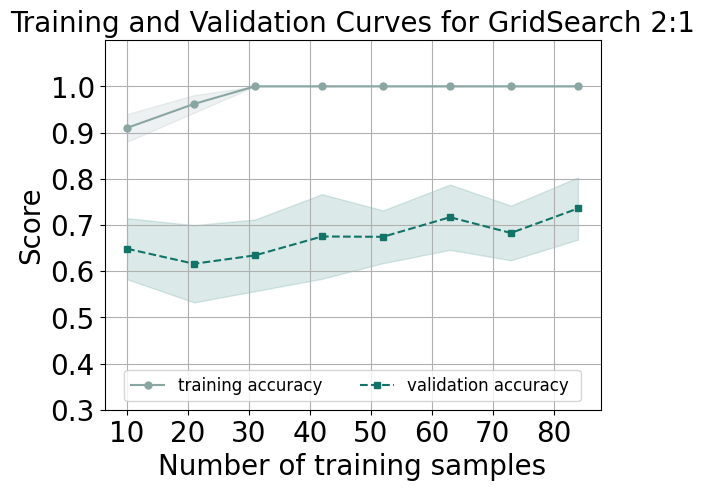 Training and Validation Curves for GridSearch 2:1
1.0
0.9
0.8
0.7
0.6
0.5
0.4
0.3
Score
training accuracy validation accuracy
10 20 30 40 50 60 70 80
Number of training samples